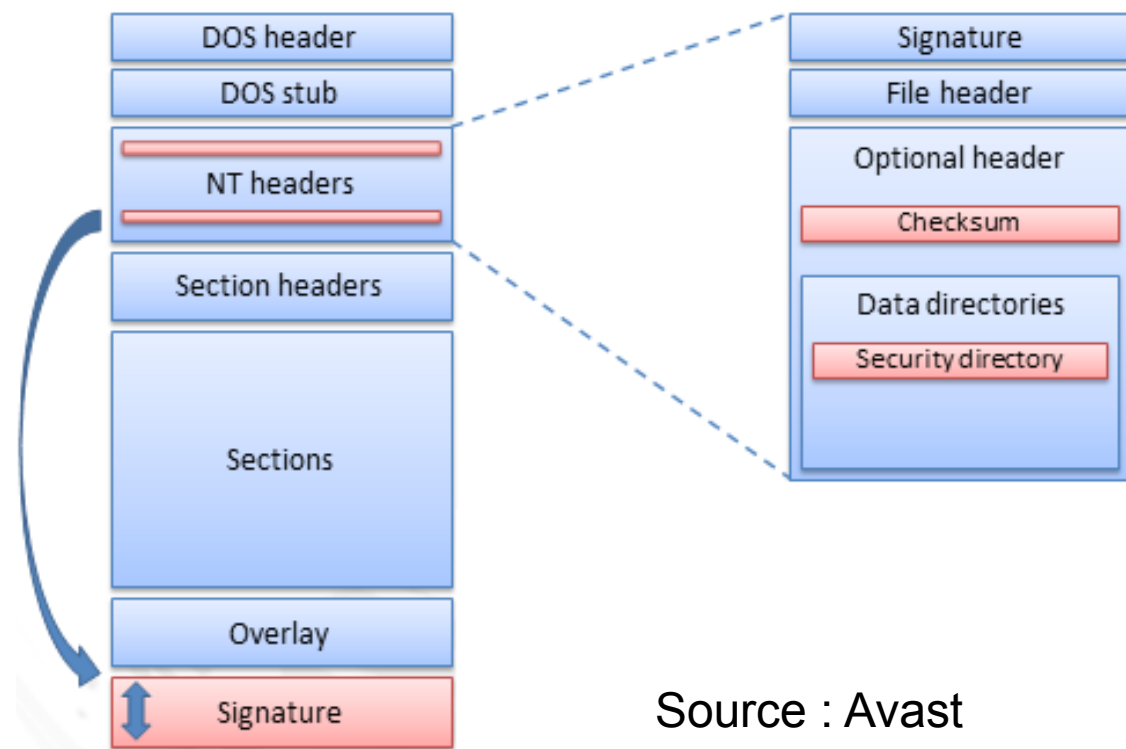 DOS header
DOS stub
NT headers
Section headers
Sections
Overlay
Signature
Signature
File header
Optional header
Checksum
Data directories
Security directory
Source : Avast